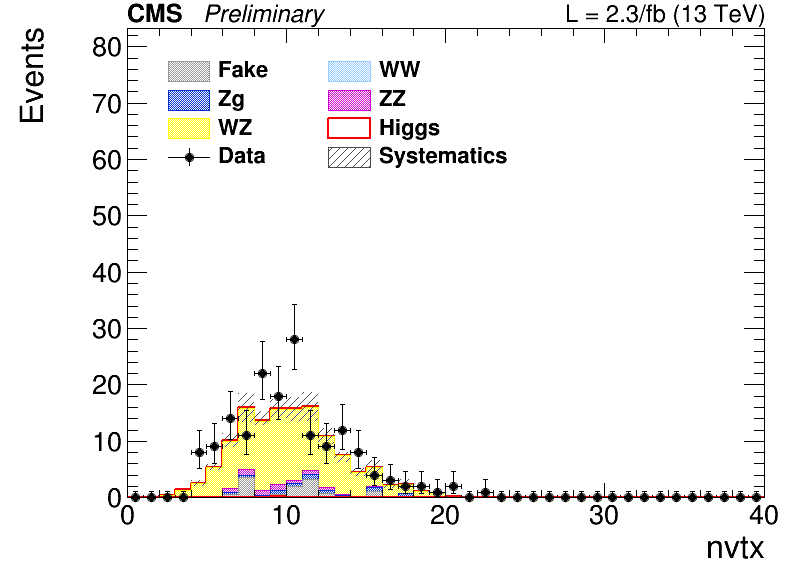 CMS Preliminary L = 2.3/fb (13 TeV)
Events
80
70
60
50
40
30
20
10
0
Fake WW
Zg ZZ
WZ Higgs
Data Systematics
0 10 20 30 40
nvtx